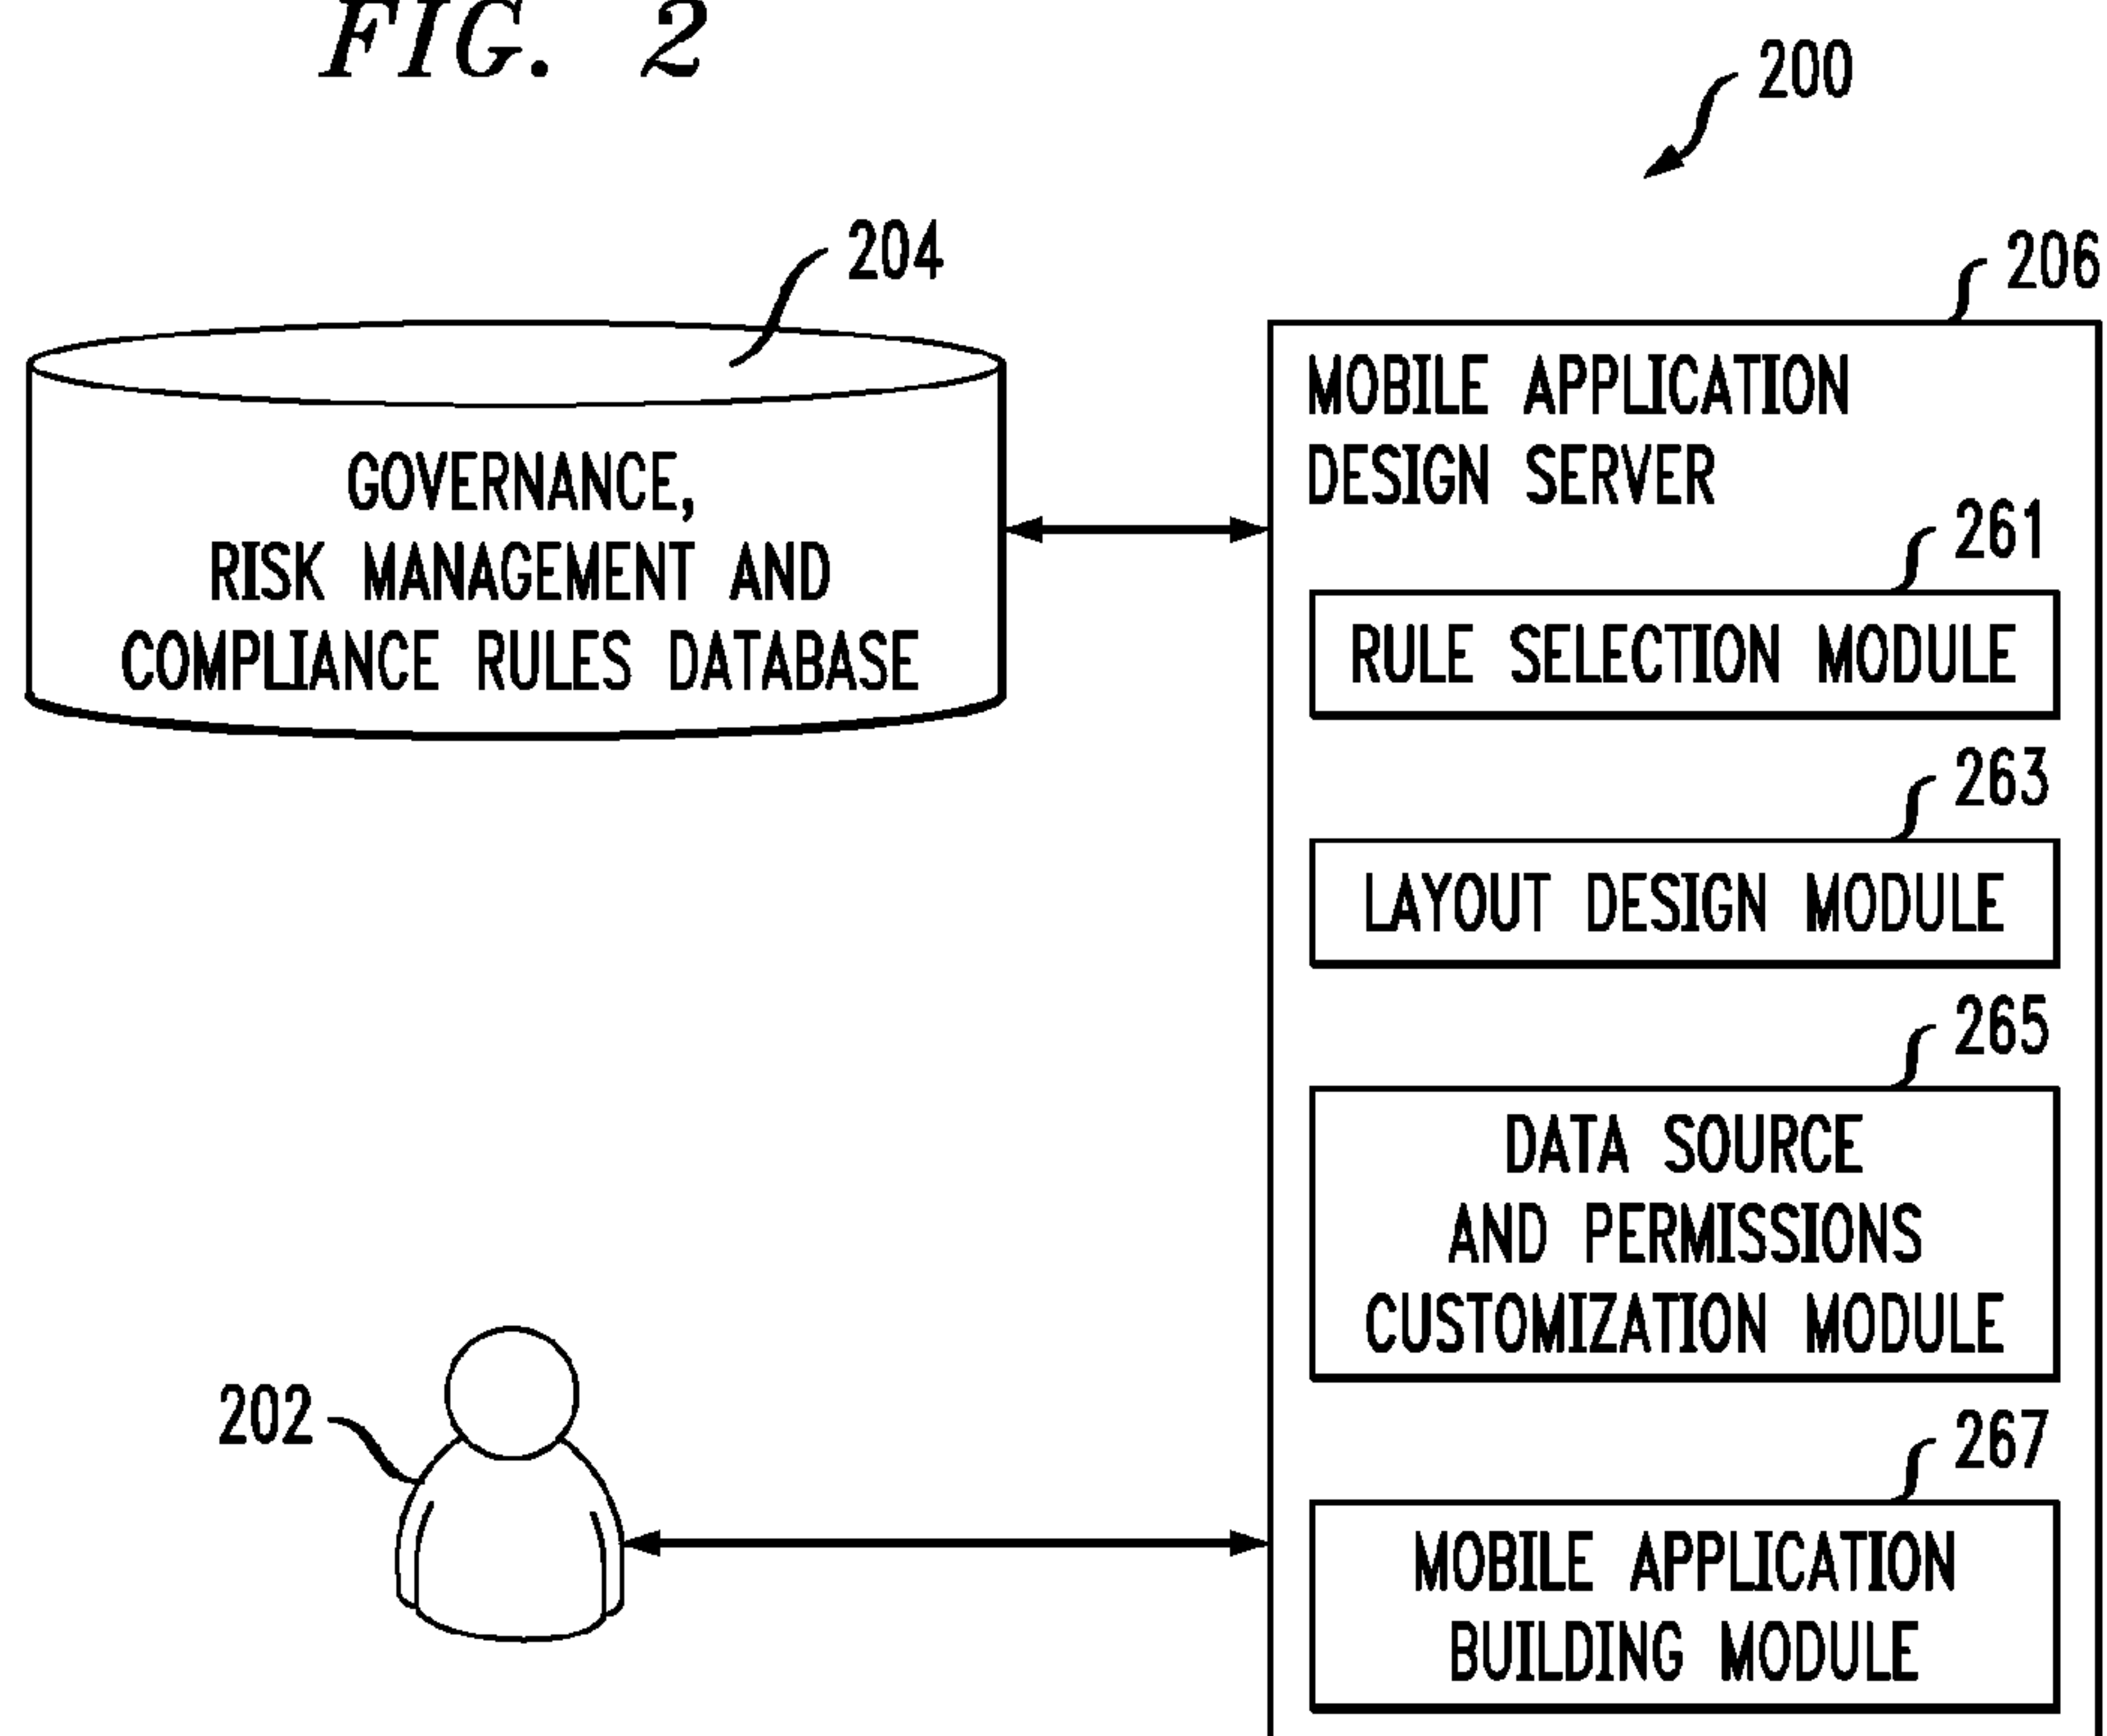 FIG. 2
200
204
206
GOVERNANCE,
RISK MANAGEMENT AND
COMPLIANCE RULES DATABASE
MOBILE APPLICATION
DESIGN SERVER
261
RULE SELECTION MODULE
263
LAYOUT DESIGN MODULE
265
DATA SOURCE
AND PERMISSIONS
CUSTOMIZATION MODULE
202
267
MOBILE APPLICATION
BUILDING MODULE